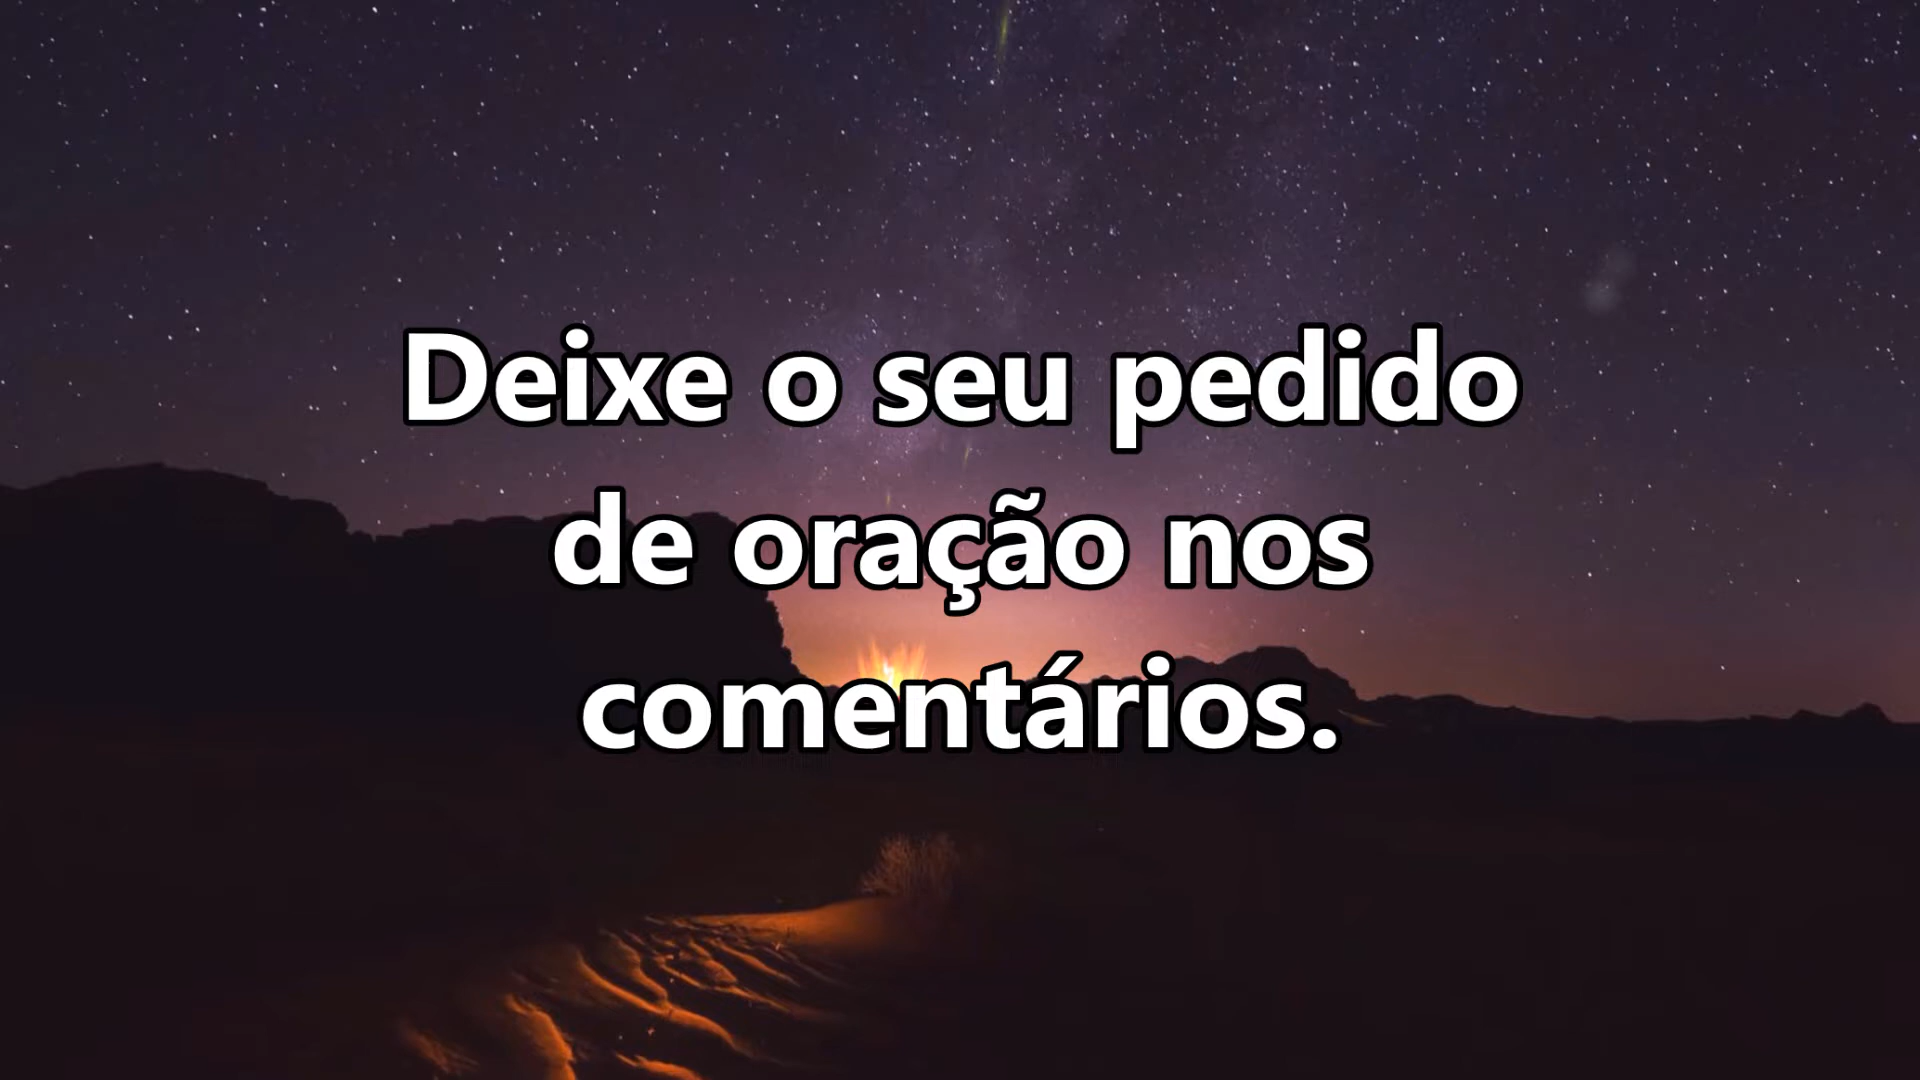 Deixe o seu pedido
de oração nos
comentários.